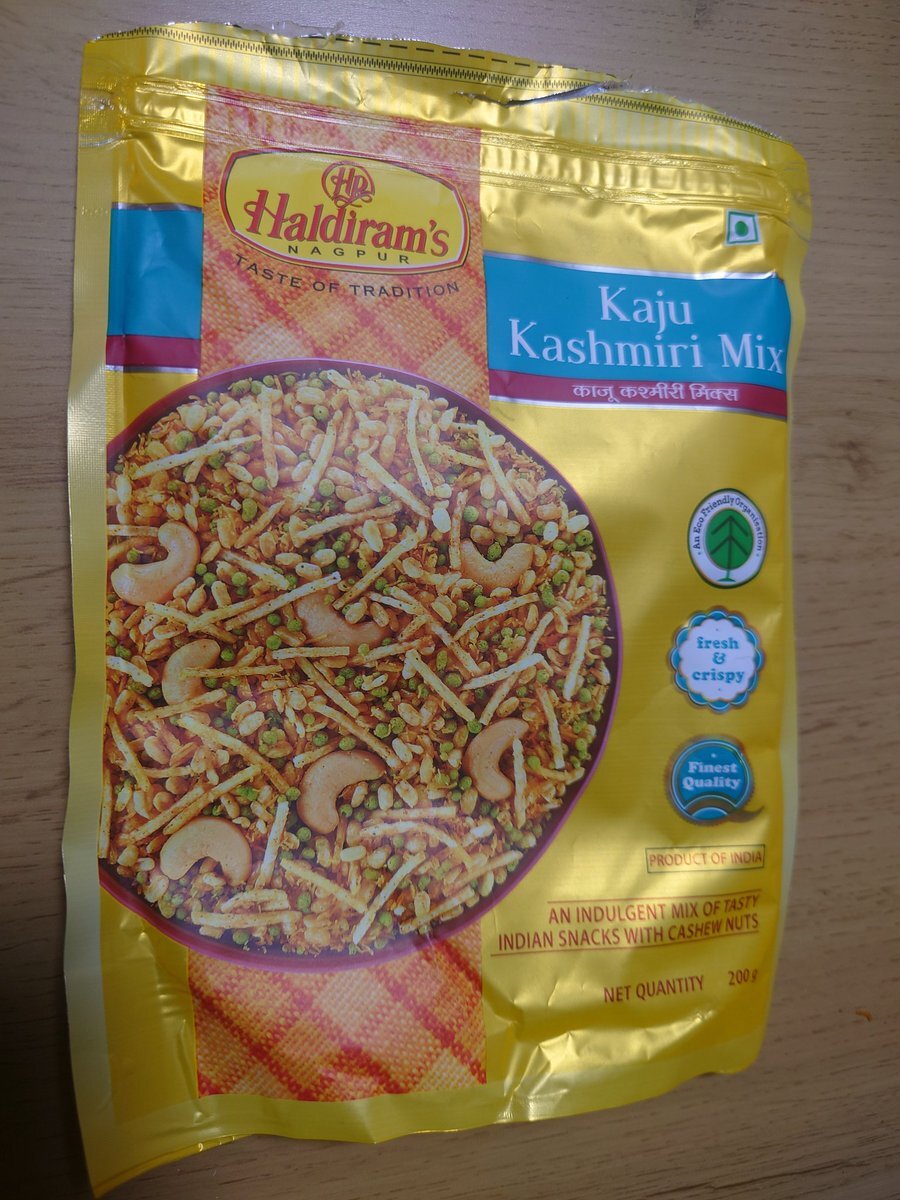 HR
Haldiram's
NAGPUR
TASTE OF TRADITION
Kaju
Kashmiri Mix
काजू कश्मीरी मिक्स
An Eco Friendly Organisation
fresh
&
crispy
Finest
Quality
PRODUCT OF INDIA
AN INDULGENT MIX OF TASTY
INDIAN SNACKS WITH CASHEW NUTS
NET QUANTITY 200 g